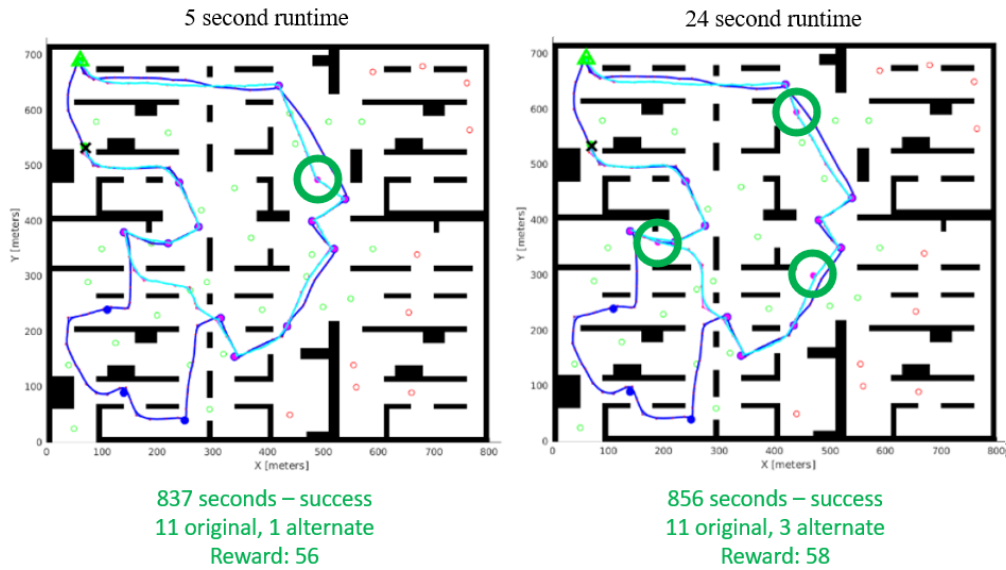 5 second runtime
24 second runtime
700
600
500
400
300
200
100
0
Y [meters]
0 100 200 300 400 500 600 700 800
X [meters]
700
600
500
400
300
200
100
0
Y [meters]
0 100 200 300 400 500 600 700 800
X [meters]
837 seconds – success
11 original, 1 alternate
Reward: 56
856 seconds – success
11 original, 3 alternate
Reward: 58